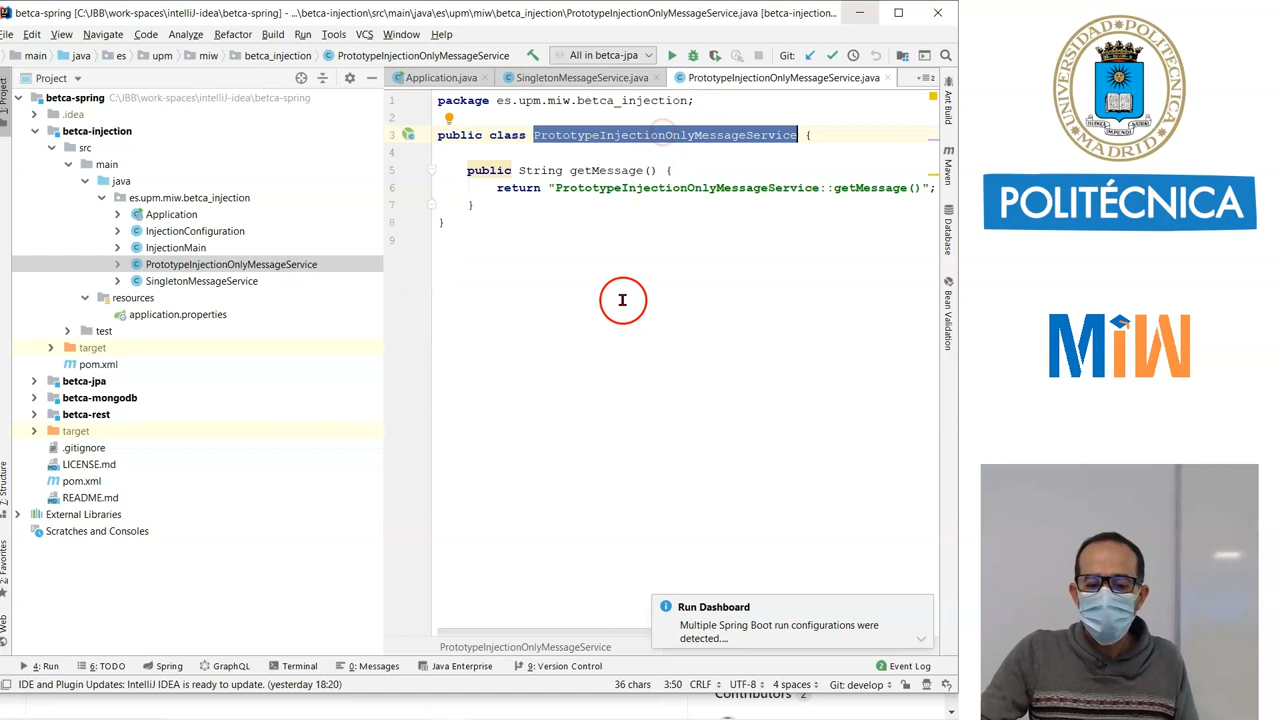 betca-spring [C:\JBB\work-spaces\intelliJ-idea\betca-spring] - ...\betca-injection\src\main\java\es\upm\miw\betca_injection\PrototypeInjectionOnlyMessageService.java [betca-injection...
File Edit View Navigate Code Analyze Refactor Build Run Tools VCS Window Help
main java es upm miw betca_injection PrototypeInjectionOnlyMessageService All in betca-jpa Git:
Project
Application.java SingletonMessageService.java PrototypeInjectionOnlyMessageService.java
betca-spring C:\JBB\work-spaces\intelliJ-idea\betca-spring
.idea
betca-injection
src
main
java
es.upm.miw.betca_injection
Application
InjectionConfiguration
InjectionMain
PrototypeInjectionOnlyMessageService
SingletonMessageService
resources
application.properties
test
target
pom.xml
betca-jpa
betca-mongodb
betca-rest
target
.gitignore
LICENSE.md
pom.xml
README.md
External Libraries
Scratches and Consoles
1 package es.upm.miw.betca_injection;
2
3 public class PrototypeInjectionOnlyMessageService {
4
5 public String getMessage() {
6 return "PrototypeInjectionOnlyMessageService::getMessage()";
7 }
8 }
9
PrototypeInjectionOnlyMessageService
Run Dashboard
Multiple Spring Boot run configurations were
detected....
1: Project
7: Structure
2: Favorites
Web
Ant Build
Maven
Database
Bean Validation
4: Run 6: TODO Spring GraphQL Terminal 0: Messages Java Enterprise 9: Version Control Event Log
IDE and Plugin Updates: IntelliJ IDEA is ready to update. (yesterday 18:20) 36 chars 3:50 CRLF UTF-8 4 spaces Git: develop
Contributors 2
UNIVERSIDAD POLITÉCNICA
MADRID
POLITÉCNICA
MiW